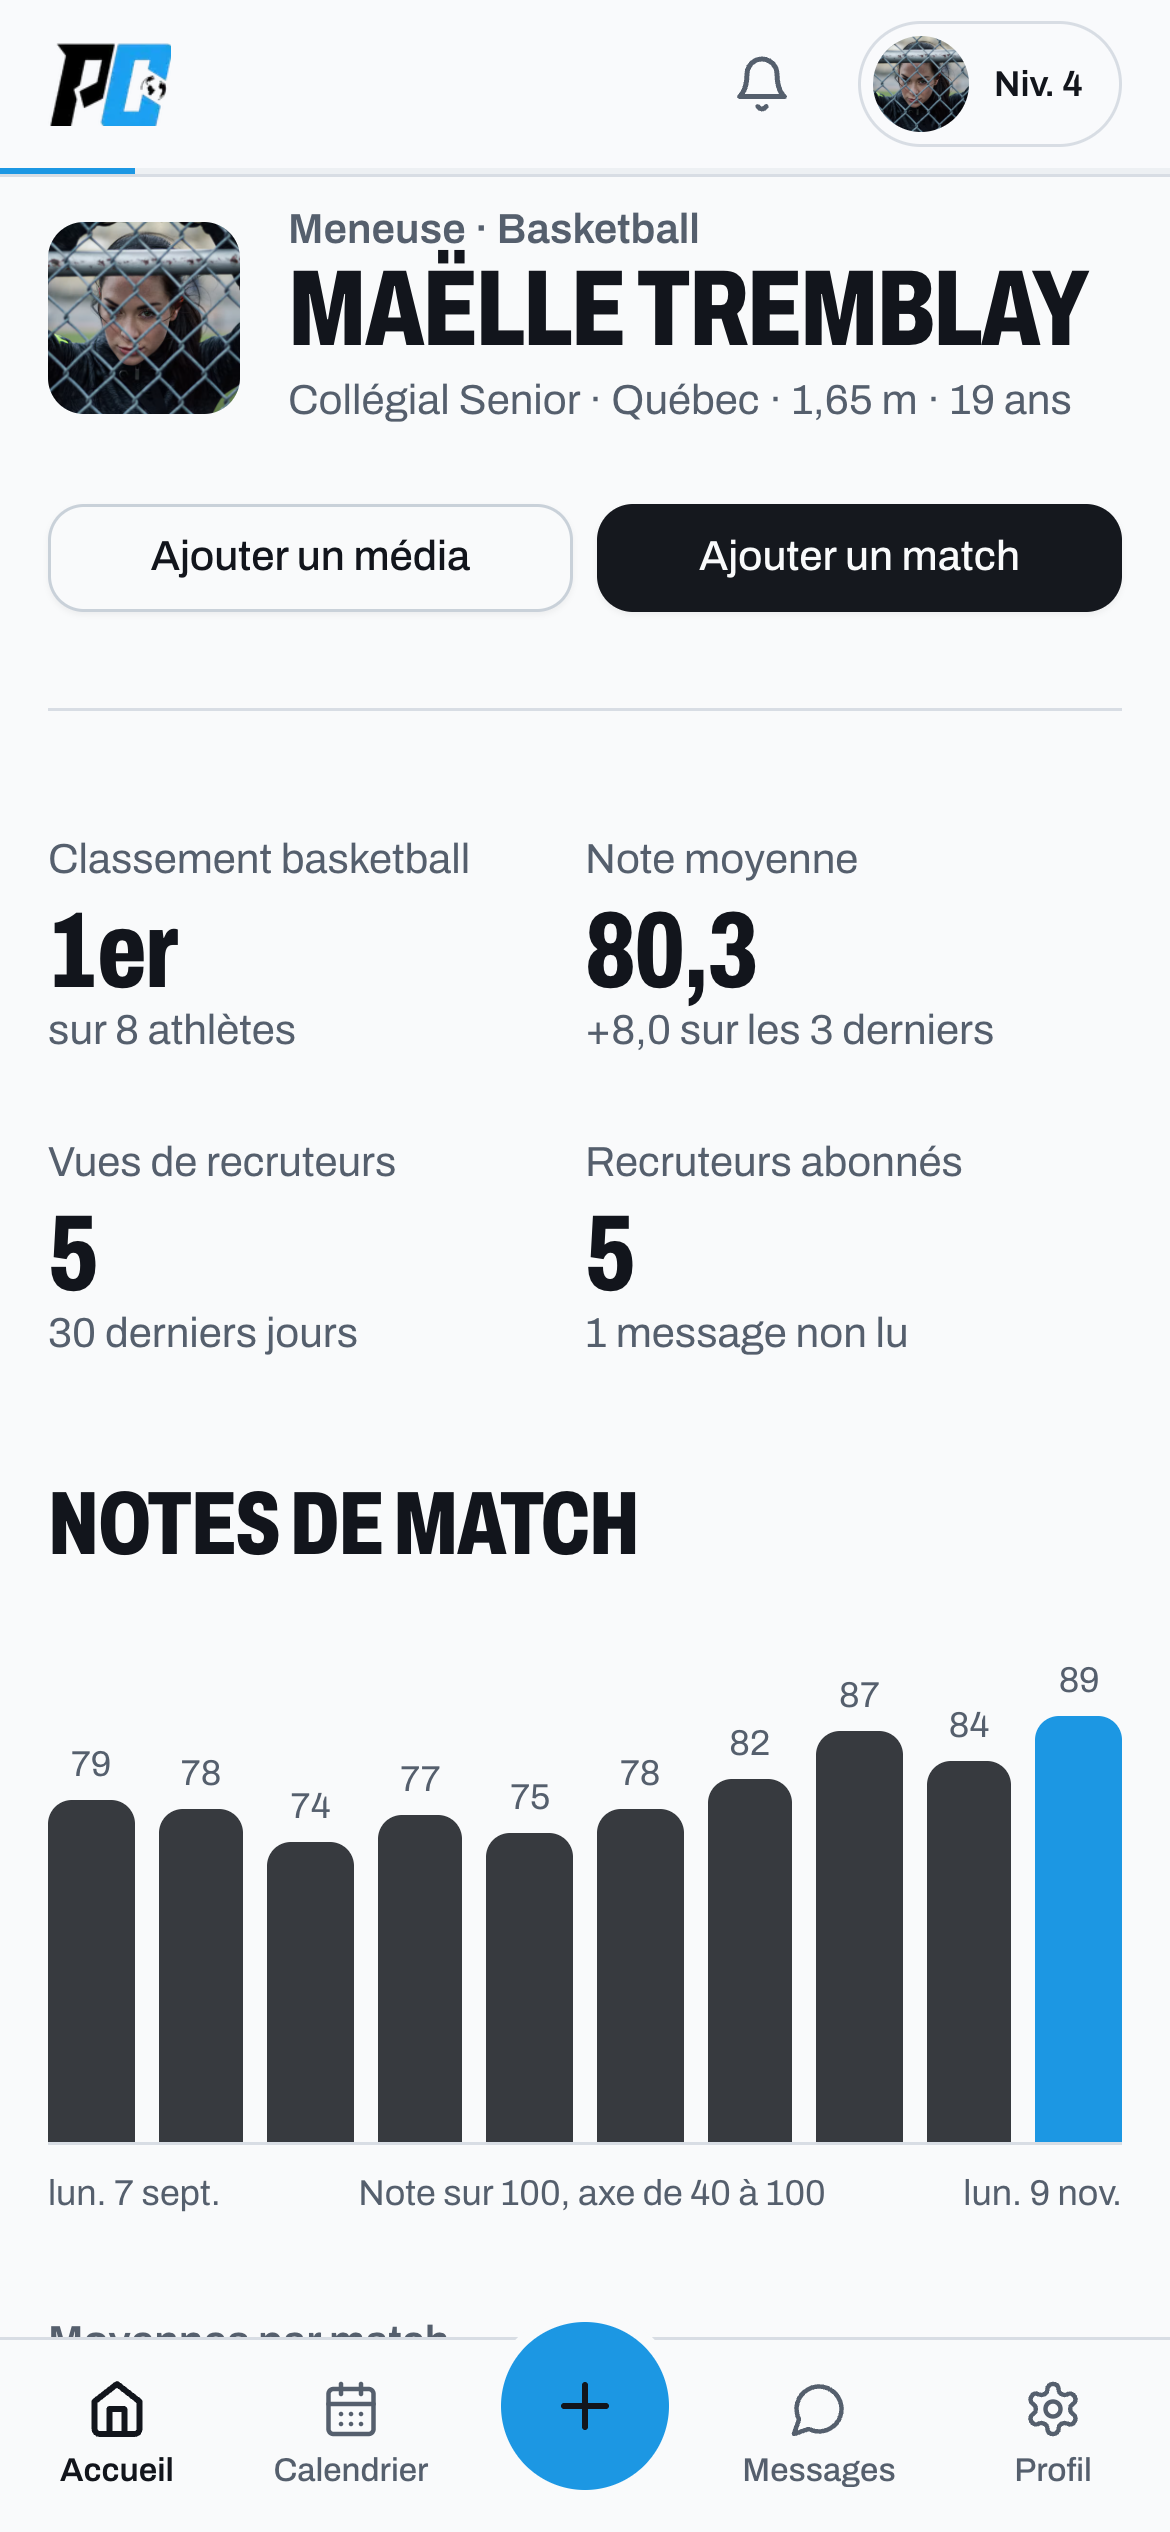 PC
Niv. 4
Meneuse · Basketball
MAËLLE TREMBLAY
Collégial Senior · Québec · 1,65 m · 19 ans
Ajouter un média
Ajouter un match
Classement basketball
1er
sur 8 athlètes
Note moyenne
80,3
+8,0 sur les 3 derniers
Vues de recruteurs
5
30 derniers jours
Recruteurs abonnés
5
1 message non lu
NOTES DE MATCH
79
78
74
77
75
78
82
87
84
89
lun. 7 sept.
Note sur 100, axe de 40 à 100
lun. 9 nov.
Moyennes par match
Accueil
Calendrier
Messages
Profil